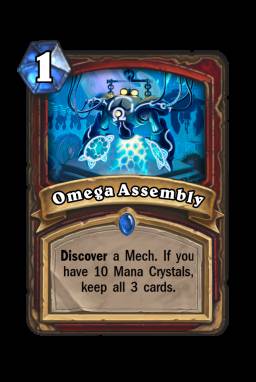 1
Omega Assembly
Discover a Mech. If you
have 10 Mana Crystals,
keep all 3 cards.